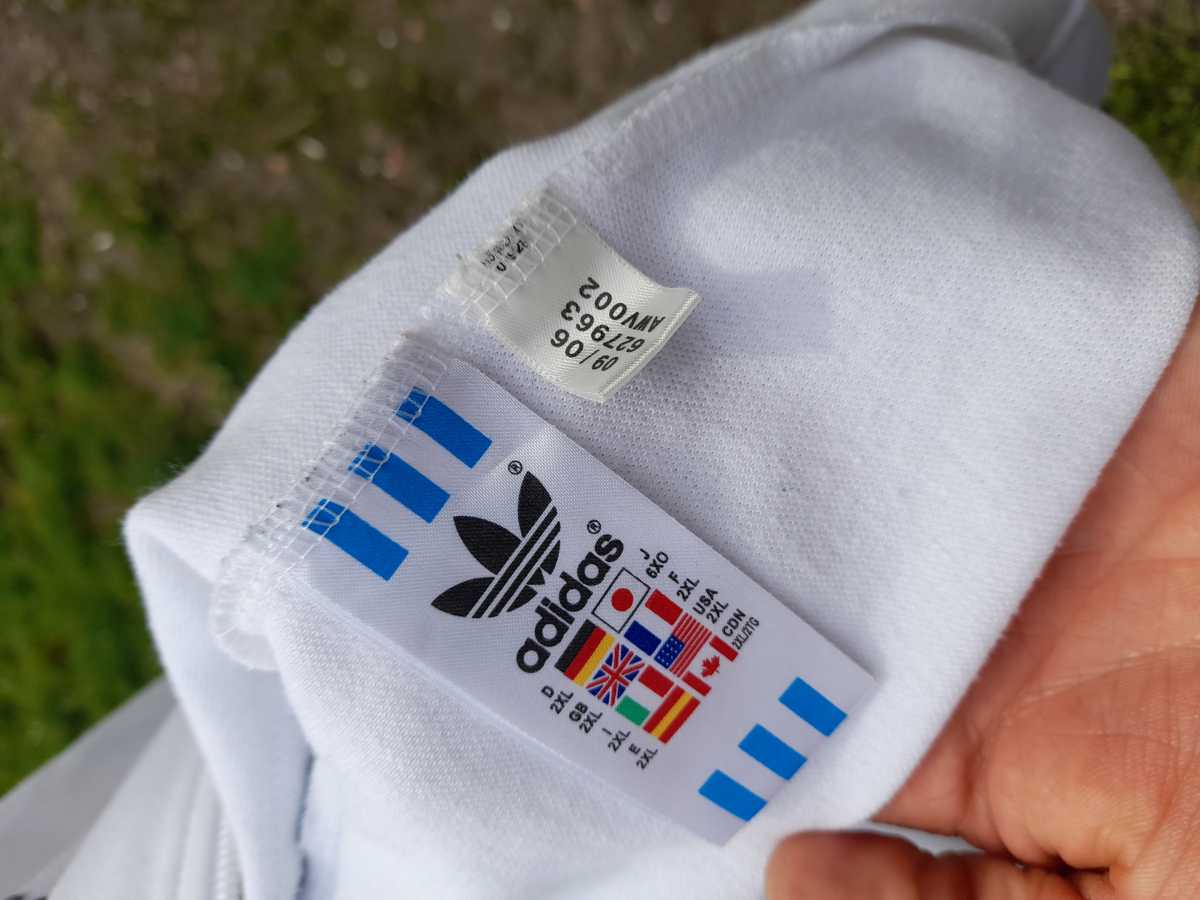 09/06
627963
AWV002
®
adidas®
J
6XO
F
2XL
USA
2XL
CDN
2XL/2TG
D
2XL
GB
2XL
I
2XL
E
2XL